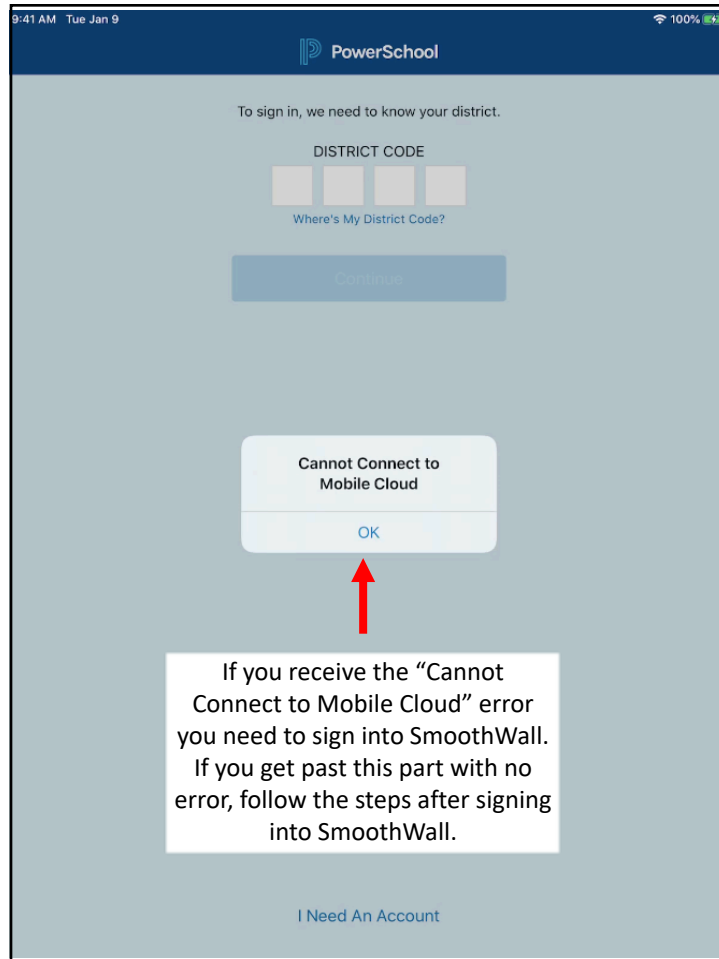 9:41 AM Tue Jan 9
100%
PowerSchool
To sign in, we need to know your district.
DISTRICT CODE
Where's My District Code?
Continue
Cannot Connect to
Mobile Cloud
OK
If you receive the “Cannot
Connect to Mobile Cloud” error
you need to sign into SmoothWall.
If you get past this part with no
error, follow the steps after signing
into SmoothWall.
I Need An Account